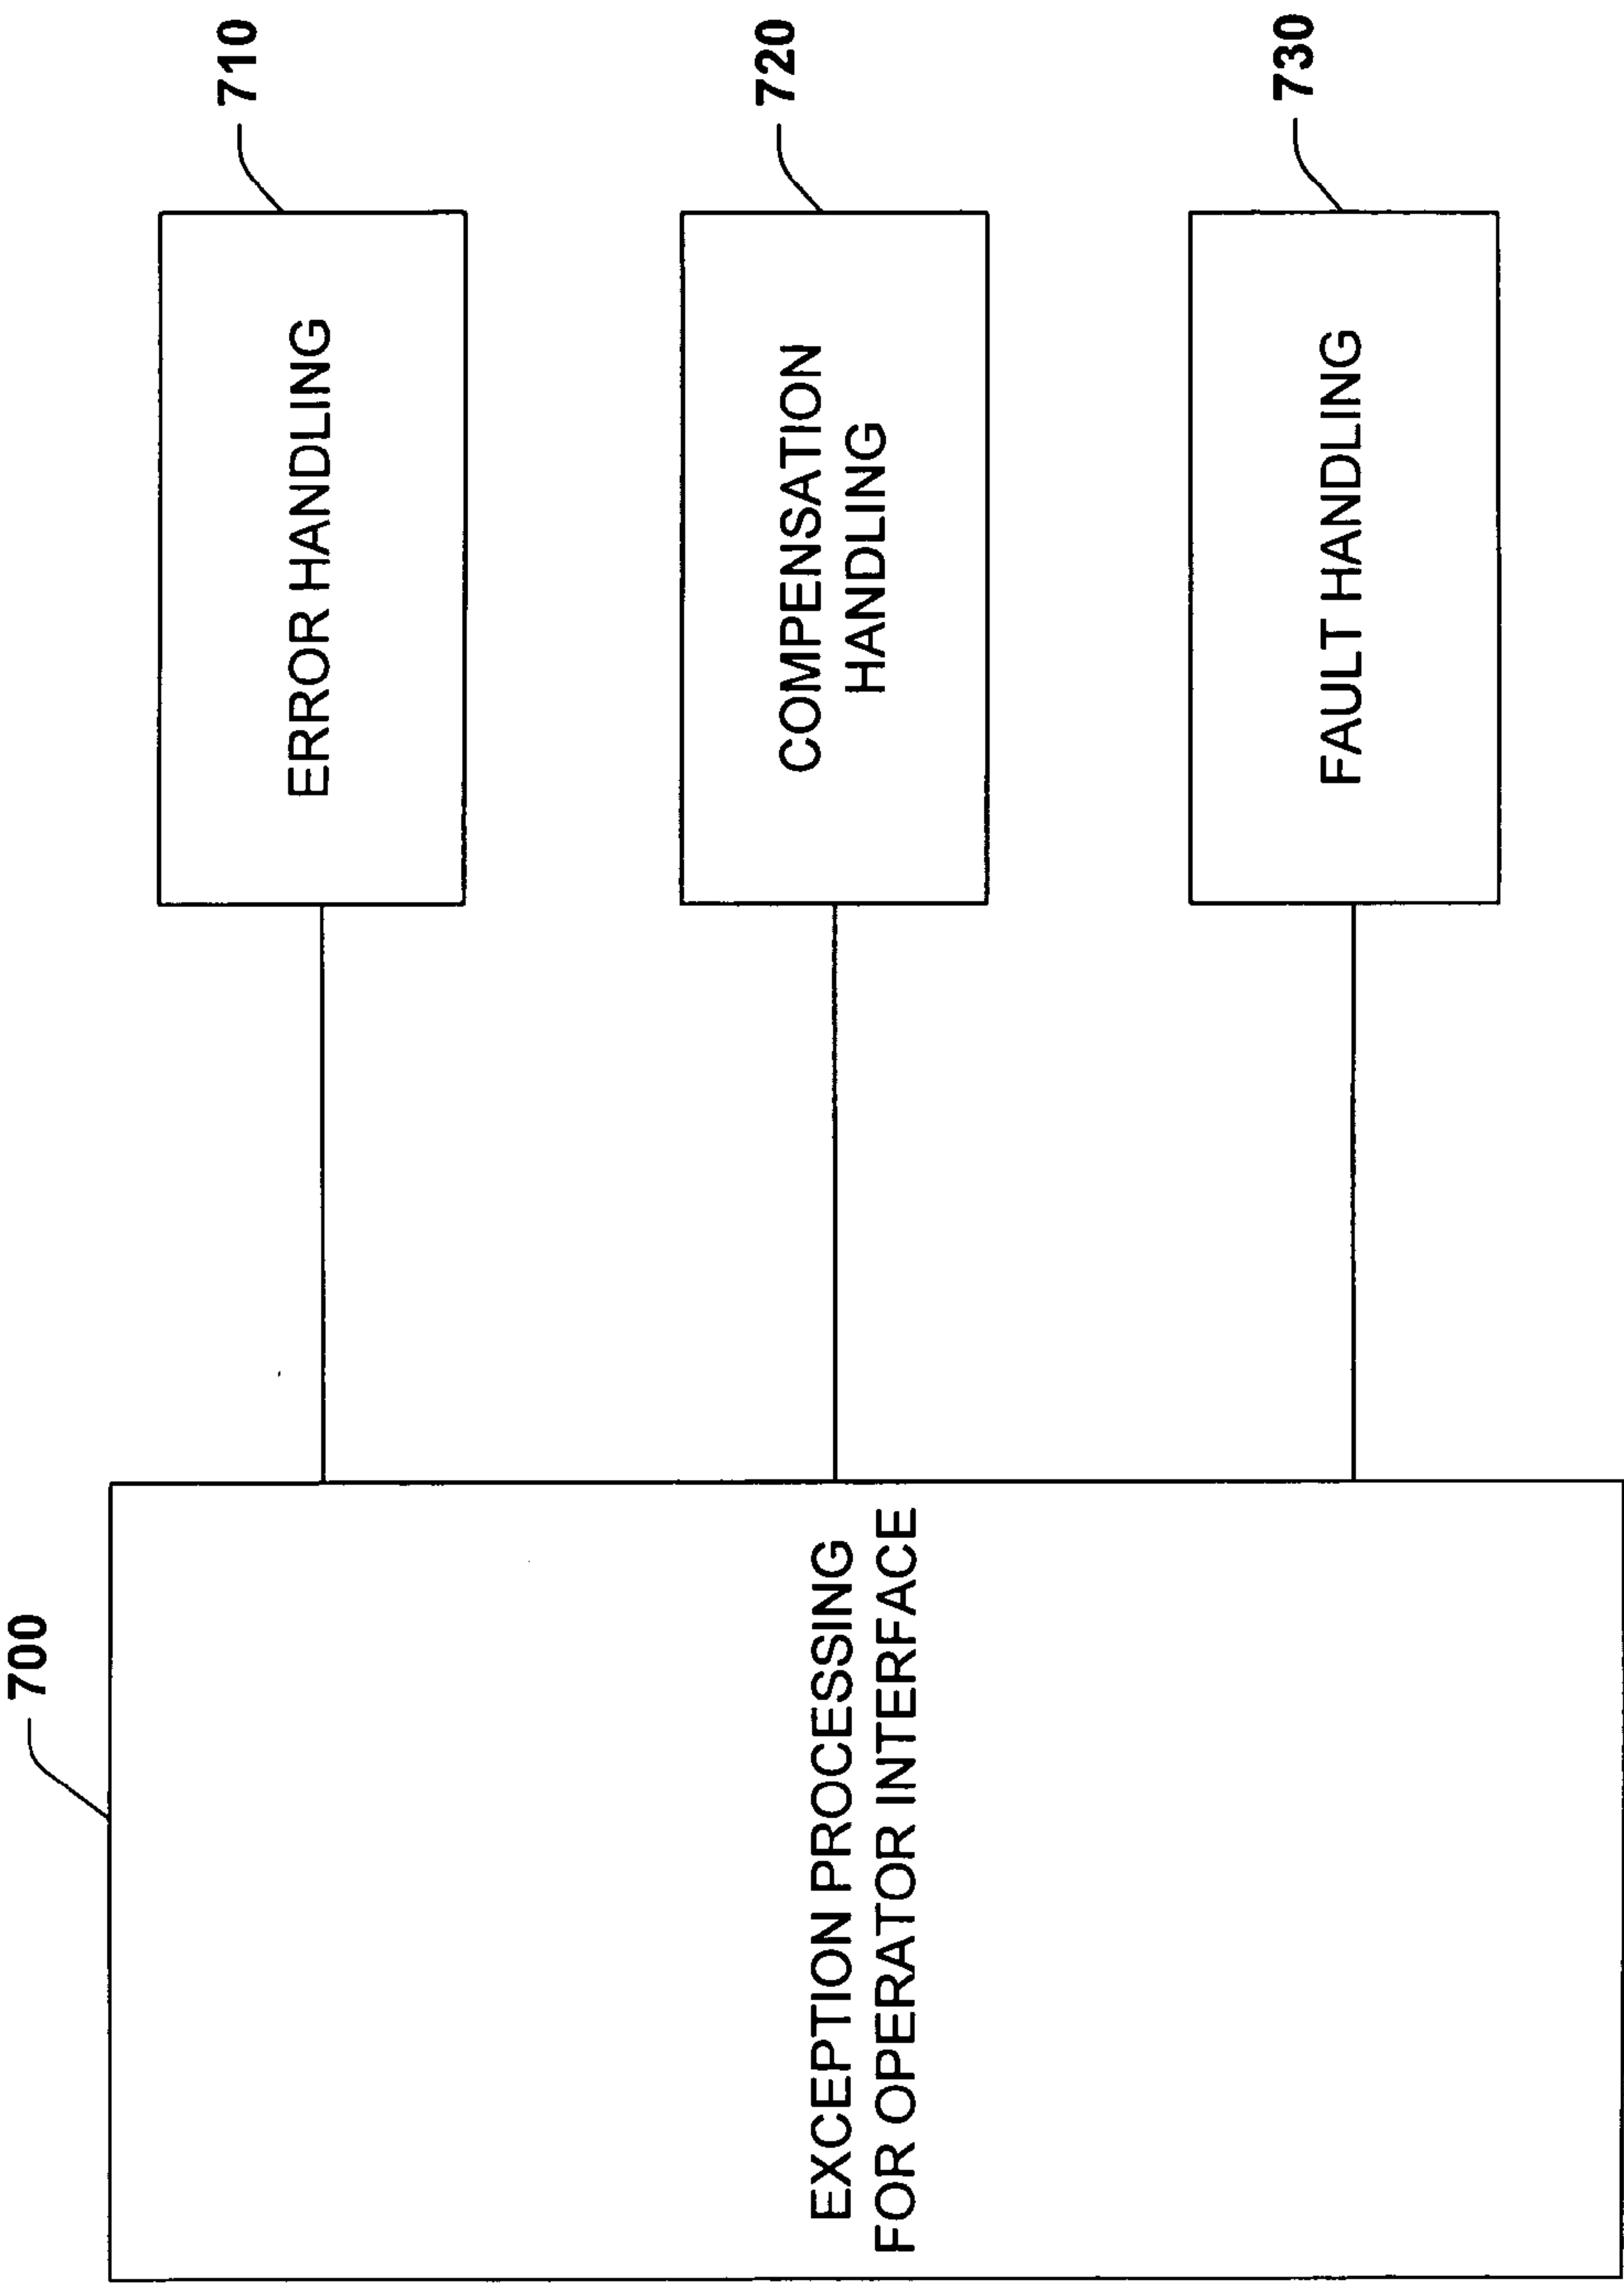 700
EXCEPTION PROCESSING
FOR OPERATOR INTERFACE
ERROR HANDLING
710
COMPENSATION
HANDLING
720
FAULT HANDLING
730